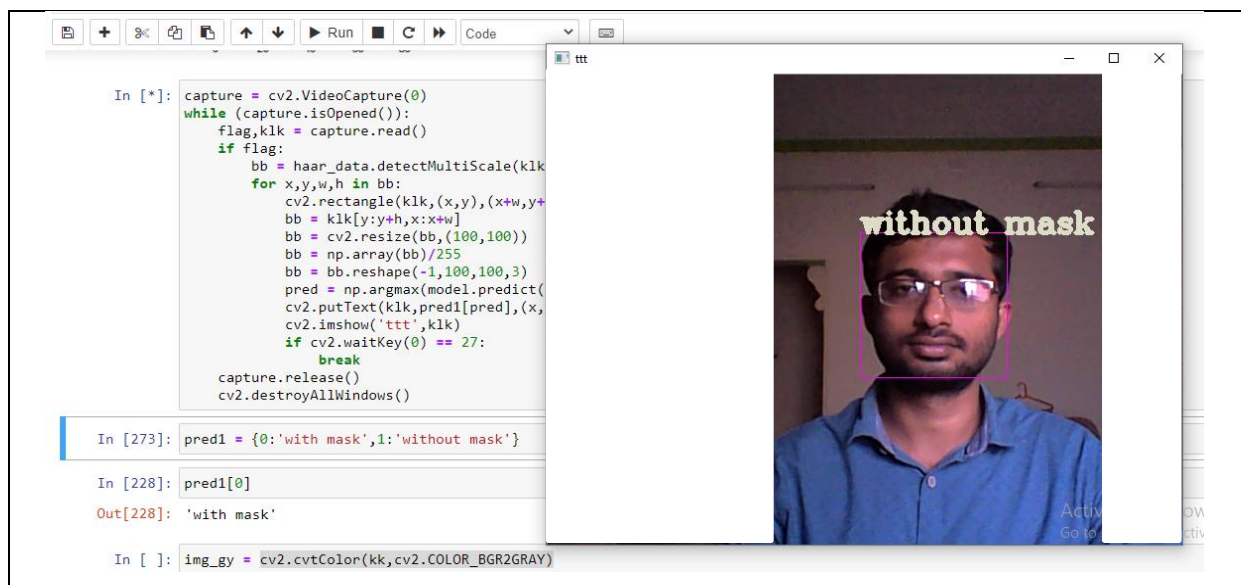 Run
Code
ttt
In [*]:
capture = cv2.VideoCapture(0)
while (capture.isOpened()):
    flag,klk = capture.read()
    if flag:
        bb = haar_data.detectMultiScale(klk
        for x,y,w,h in bb:
            cv2.rectangle(klk,(x,y),(x+w,y+
            bb = klk[y:y+h,x:x+w]
            bb = cv2.resize(bb,(100,100))
            bb = np.array(bb)/255
            bb = bb.reshape(-1,100,100,3)
            pred = np.argmax(model.predict(
            cv2.putText(klk,pred1[pred],(x,
            cv2.imshow('ttt',klk)
            if cv2.waitKey(0) == 27:
                break
    capture.release()
    cv2.destroyAllWindows()
without mask
In [273]: pred1 = {0:'with mask',1:'without mask'}
In [228]: pred1[0]
Out[228]: 'with mask'
In [ ]: img_gy = cv2.cvtColor(kk,cv2.COLOR_BGR2GRAY)
Go to